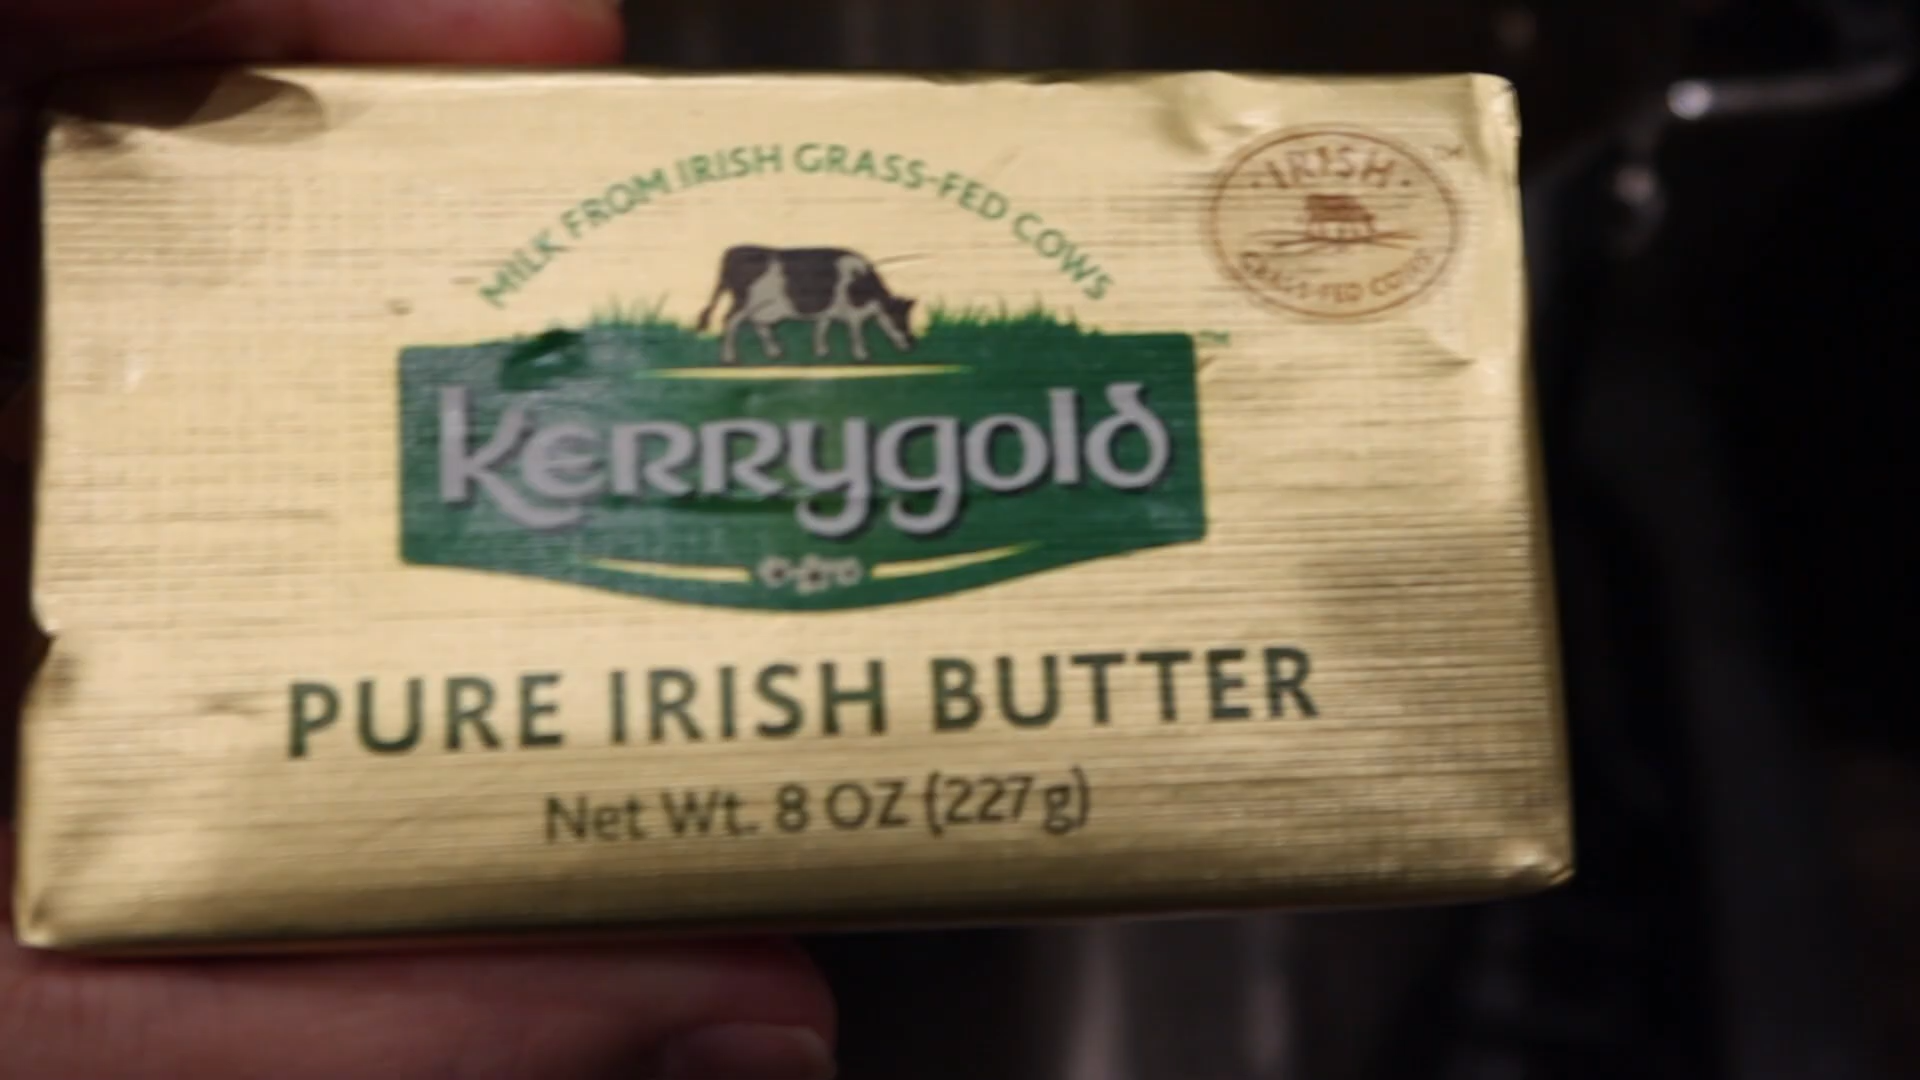 MILK FROM IRISH GRASS-FED COWS
IRISH
GRASS-FED COWS
Kerrygold
™
PURE IRISH BUTTER
Net Wt. 8 OZ (227g)